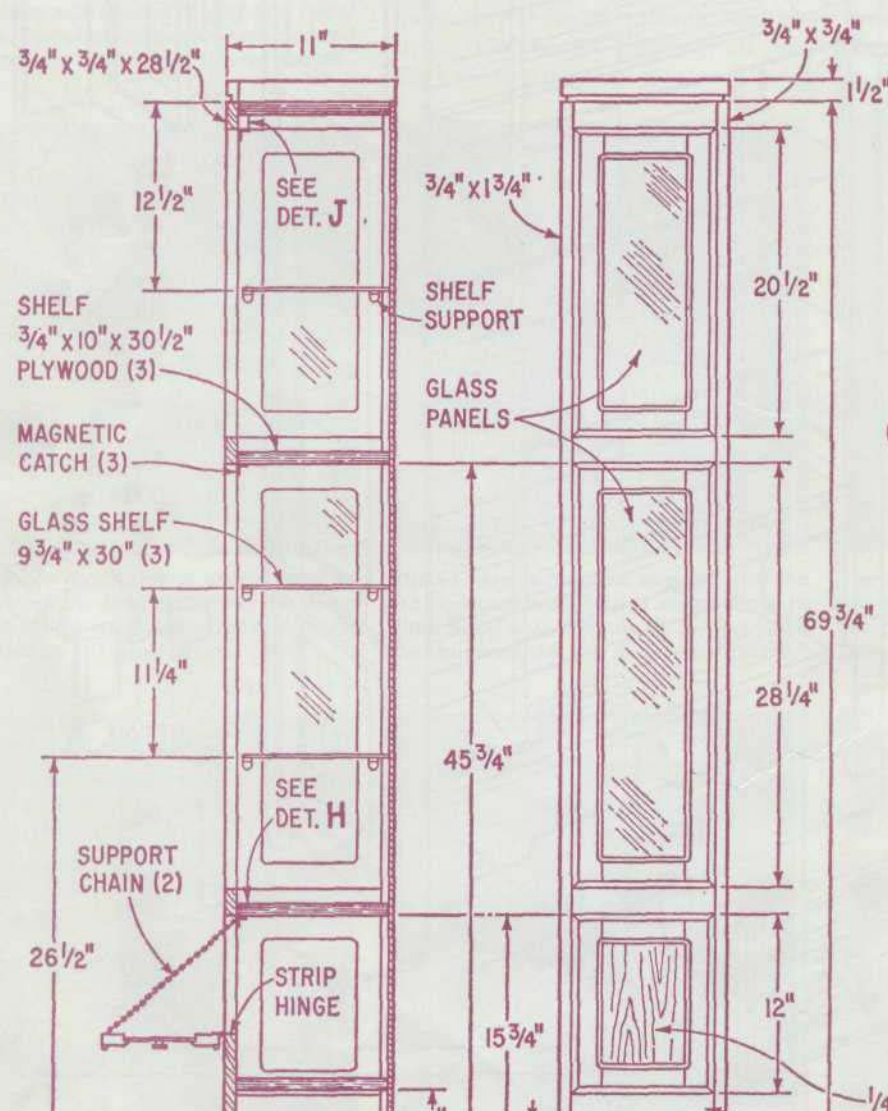 11"
3/4" x 3/4" x 28 1/2"
3/4" x 3/4"
1 1/2"
12 1/2"
SEE
DET. J
3/4" x 1 3/4"
20 1/2"
SHELF
3/4" x 10" x 30 1/2"
PLYWOOD (3)
SHELF
SUPPORT
GLASS
PANELS
MAGNETIC
CATCH (3)
GLASS SHELF
9 3/4" x 30" (3)
69 3/4"
11 1/4"
28 1/4"
45 3/4"
SEE
DET. H
SUPPORT
CHAIN (2)
26 1/2"
STRIP
HINGE
15 3/4"
12"